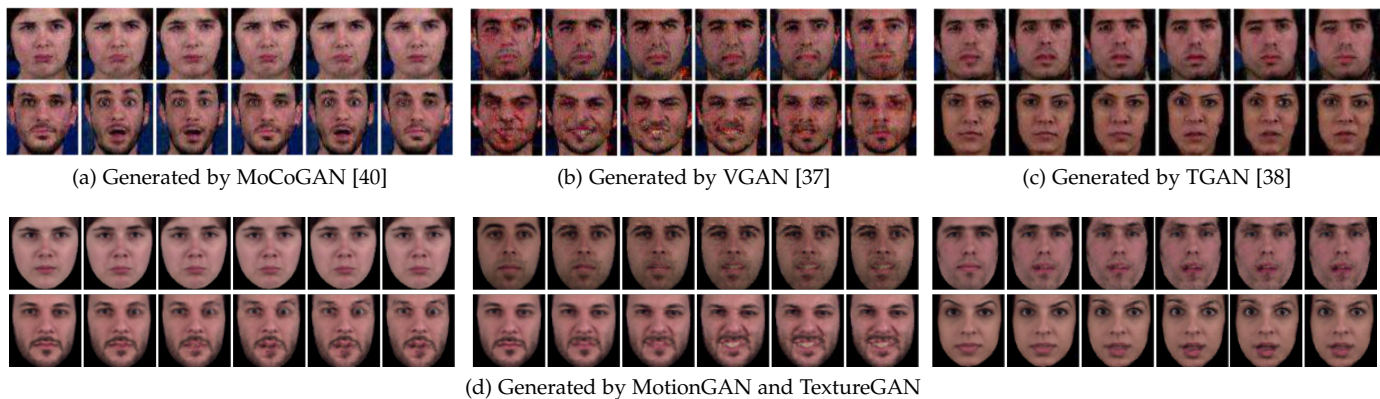 (a) Generated by MoCoGAN [40]
(b) Generated by VGAN [37]
(c) Generated by TGAN [38]
(d) Generated by MotionGAN and TextureGAN